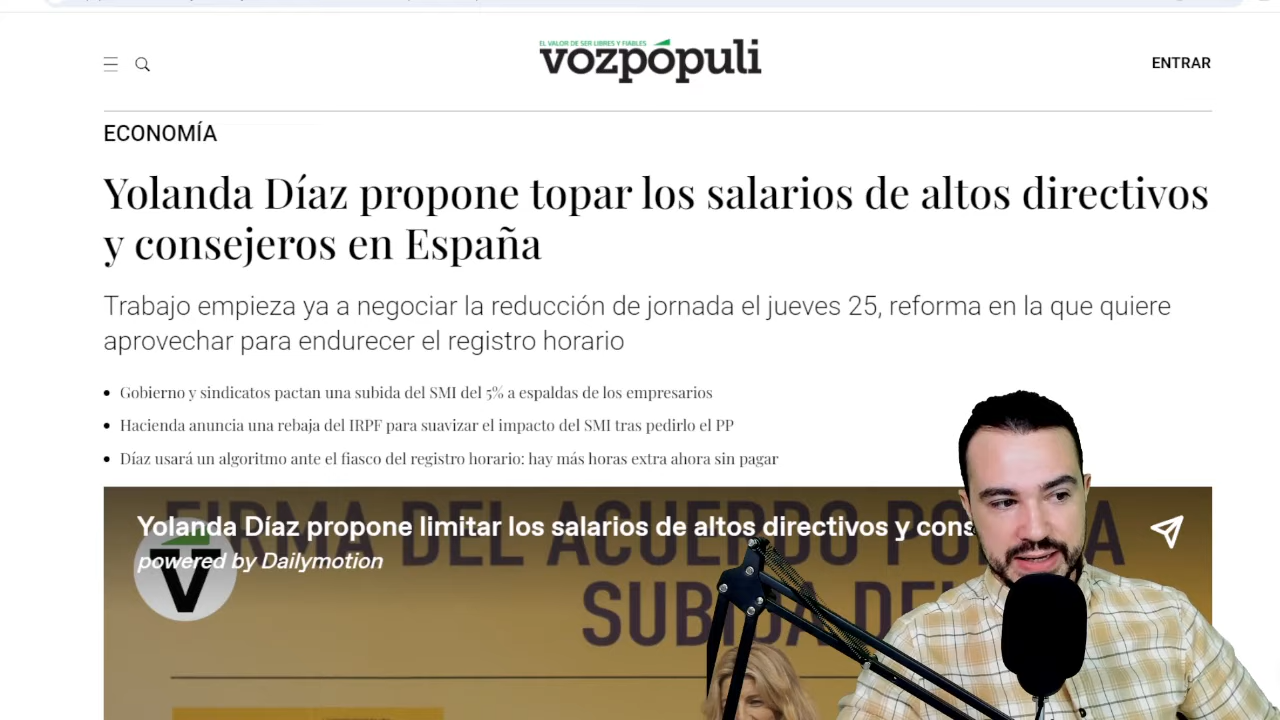 EL VALOR DE SER LIBRES Y FIABLES
vozpópuli
ENTRAR
ECONOMÍA
Yolanda Díaz propone topar los salarios de altos directivos
y consejeros en España
Trabajo empieza ya a negociar la reducción de jornada el jueves 25, reforma en la que quiere
aprovechar para endurecer el registro horario
Gobierno y sindicatos pactan una subida del SMI del 5% a espaldas de los empresarios
Hacienda anuncia una rebaja del IRPF para suavizar el impacto del SMI tras pedirlo el PP
Díaz usará un algoritmo ante el fiasco del registro horario: hay más horas extra ahora sin pagar
FIRMA DEL ACUERDO
Yolanda Díaz propone limitar los salarios de altos directivos y cons
powered by Dailymotion